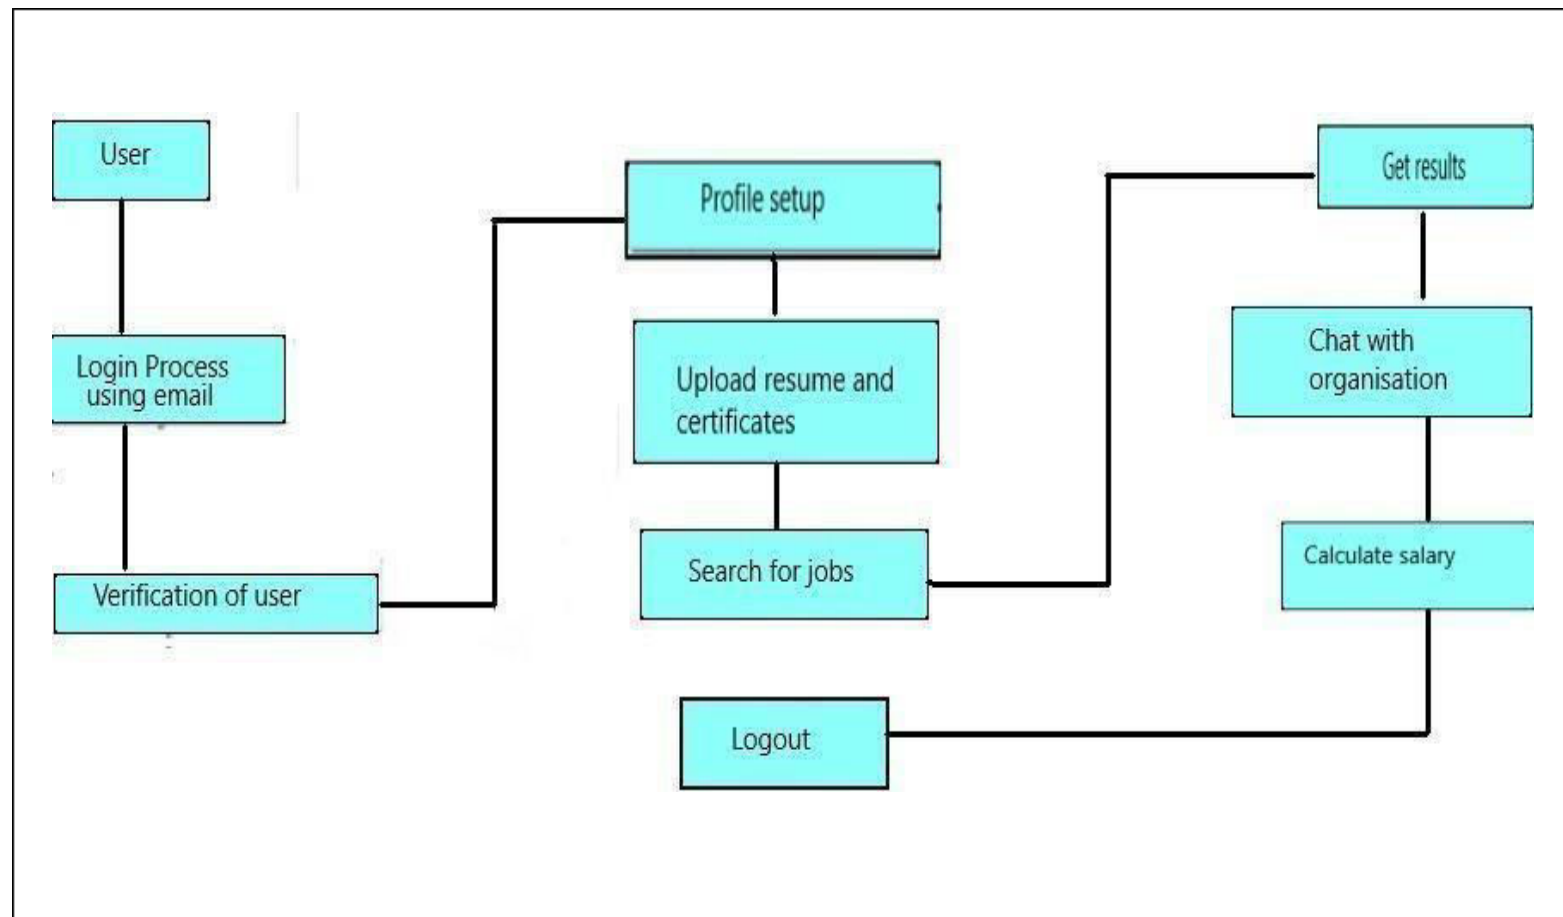 User
Login Process
using email
Verification of user
Profile setup
Upload resume and
certificates
Search for jobs
Get results
Chat with
organisation
Calculate salary
Logout